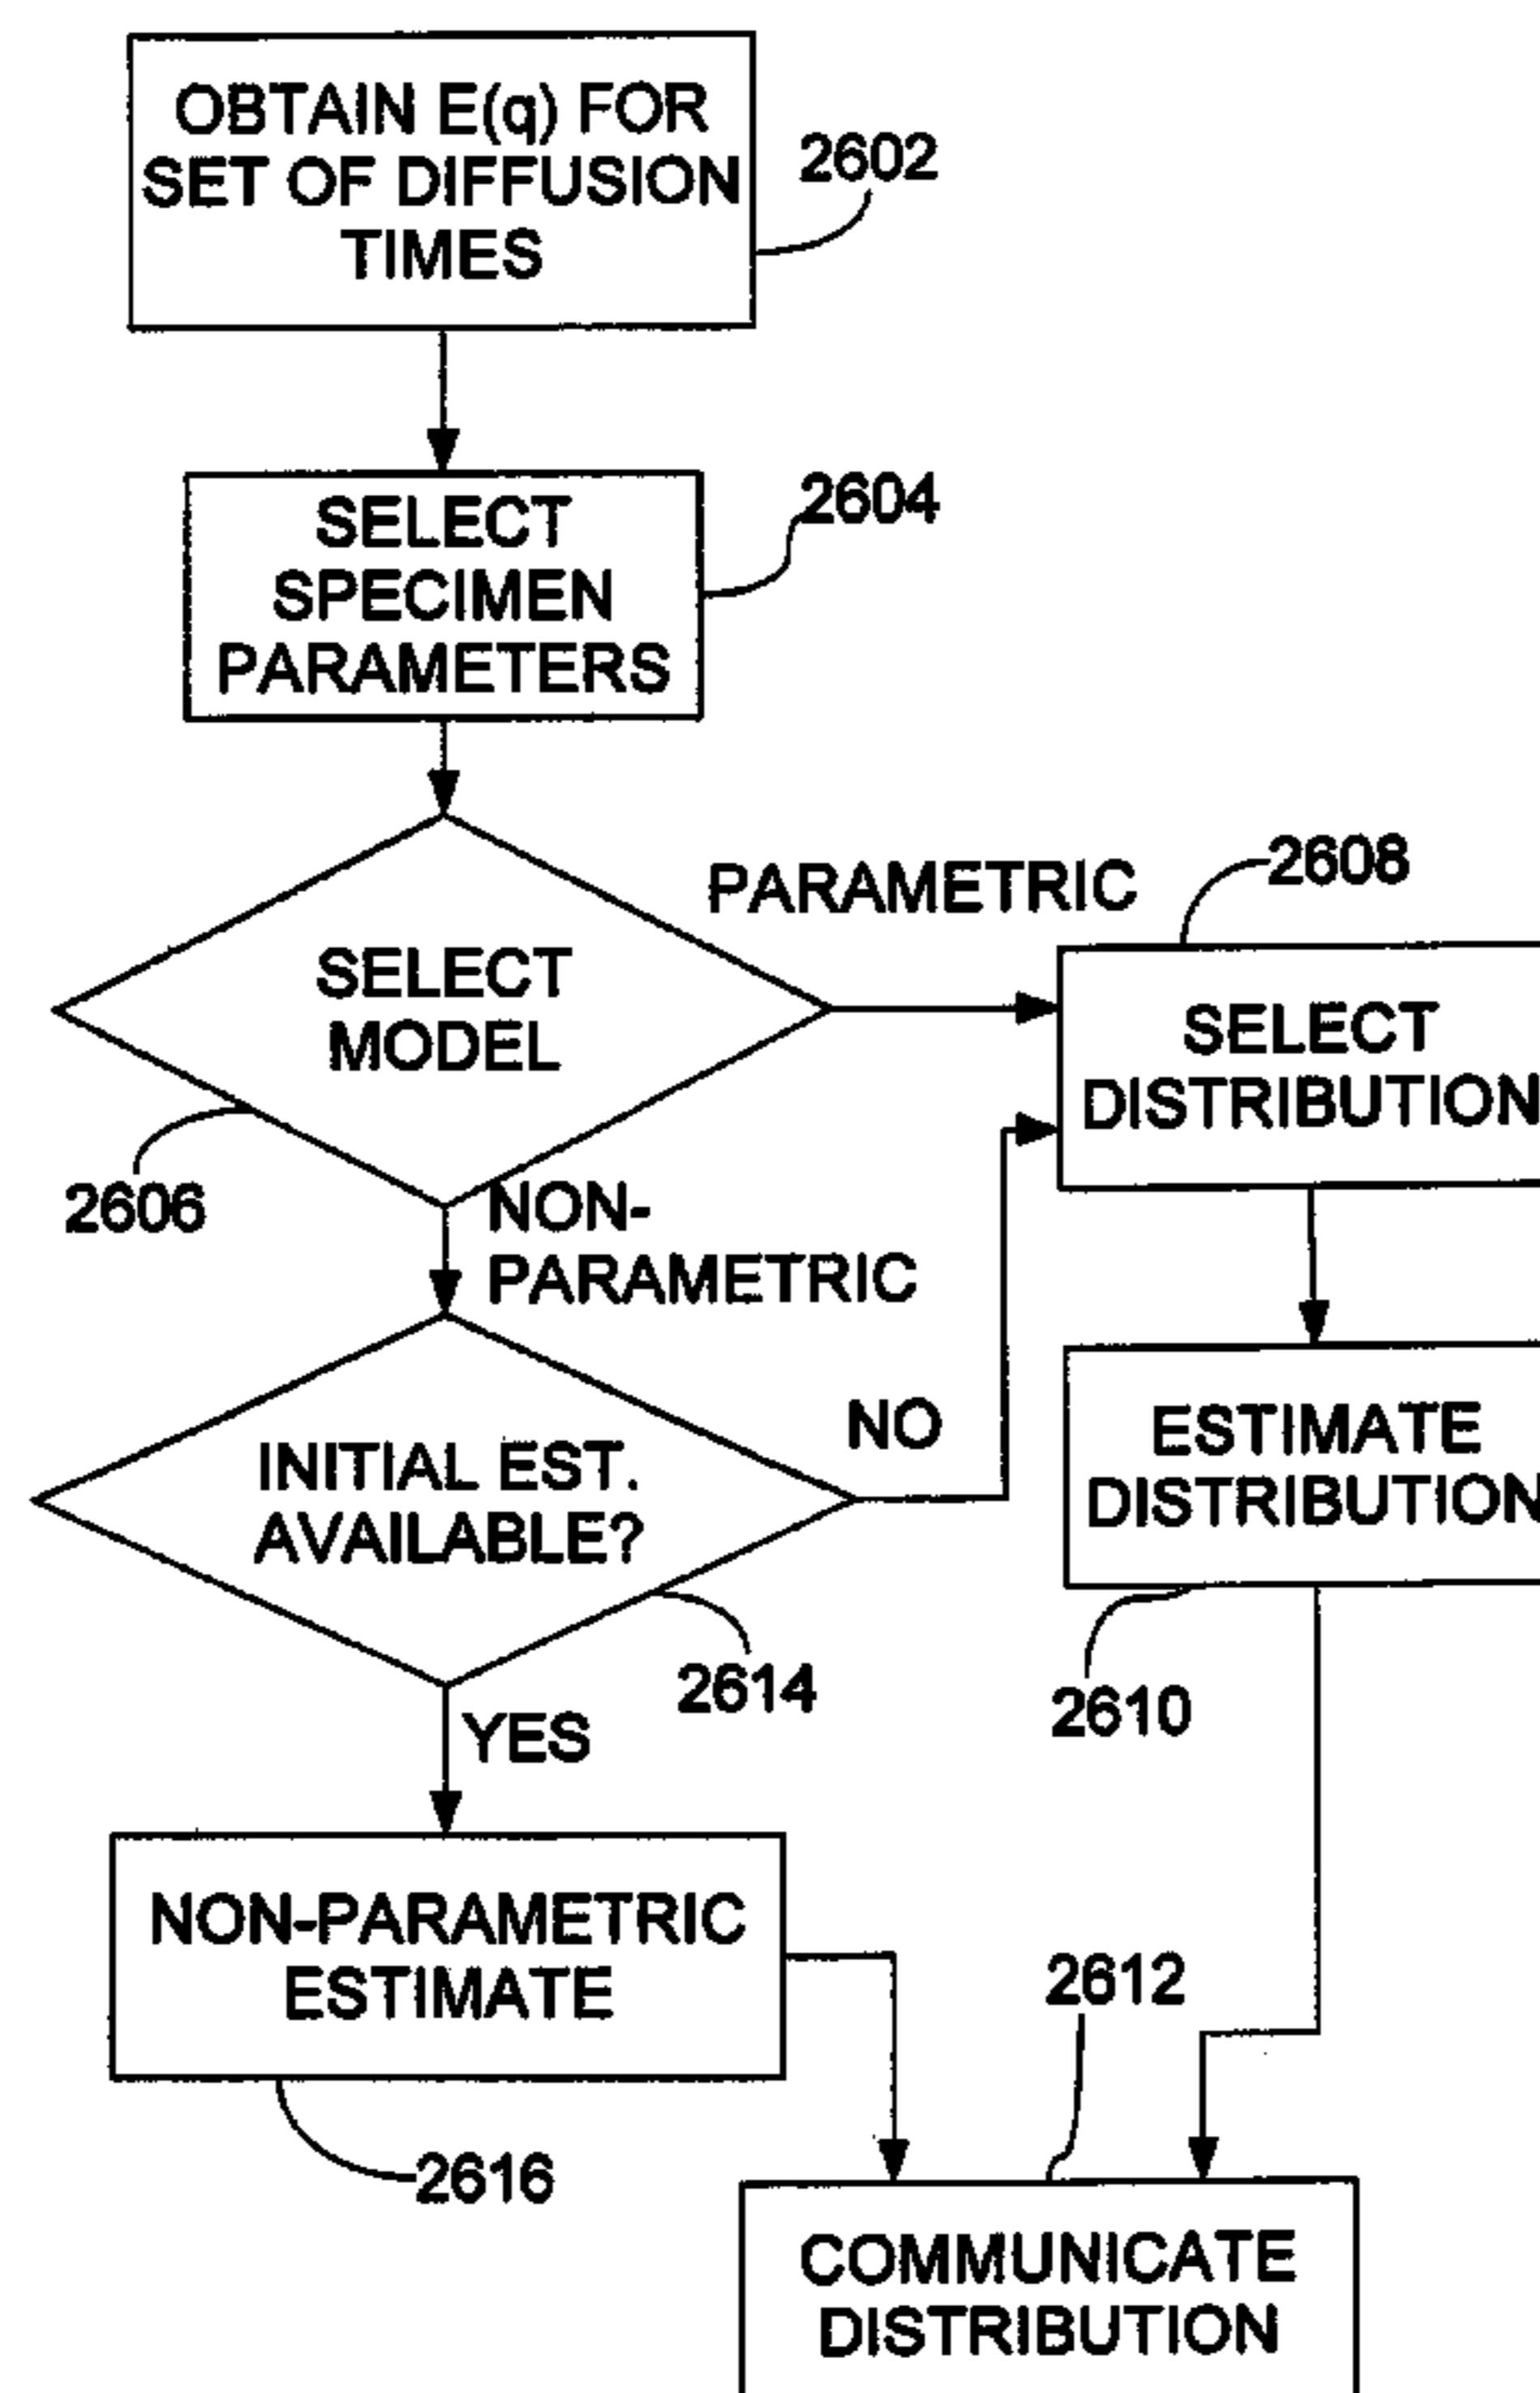 OBTAIN E(q) FOR
SET OF DIFFUSION
TIMES
2602
SELECT
SPECIMEN
PARAMETERS
2604
SELECT
MODEL
2606
PARAMETRIC
2608
SELECT
DISTRIBUTION
NON-
PARAMETRIC
INITIAL EST.
AVAILABLE?
NO
2614
ESTIMATE
DISTRIBUTION
2610
YES
NON-PARAMETRIC
ESTIMATE
2616
2612
COMMUNICATE
DISTRIBUTION